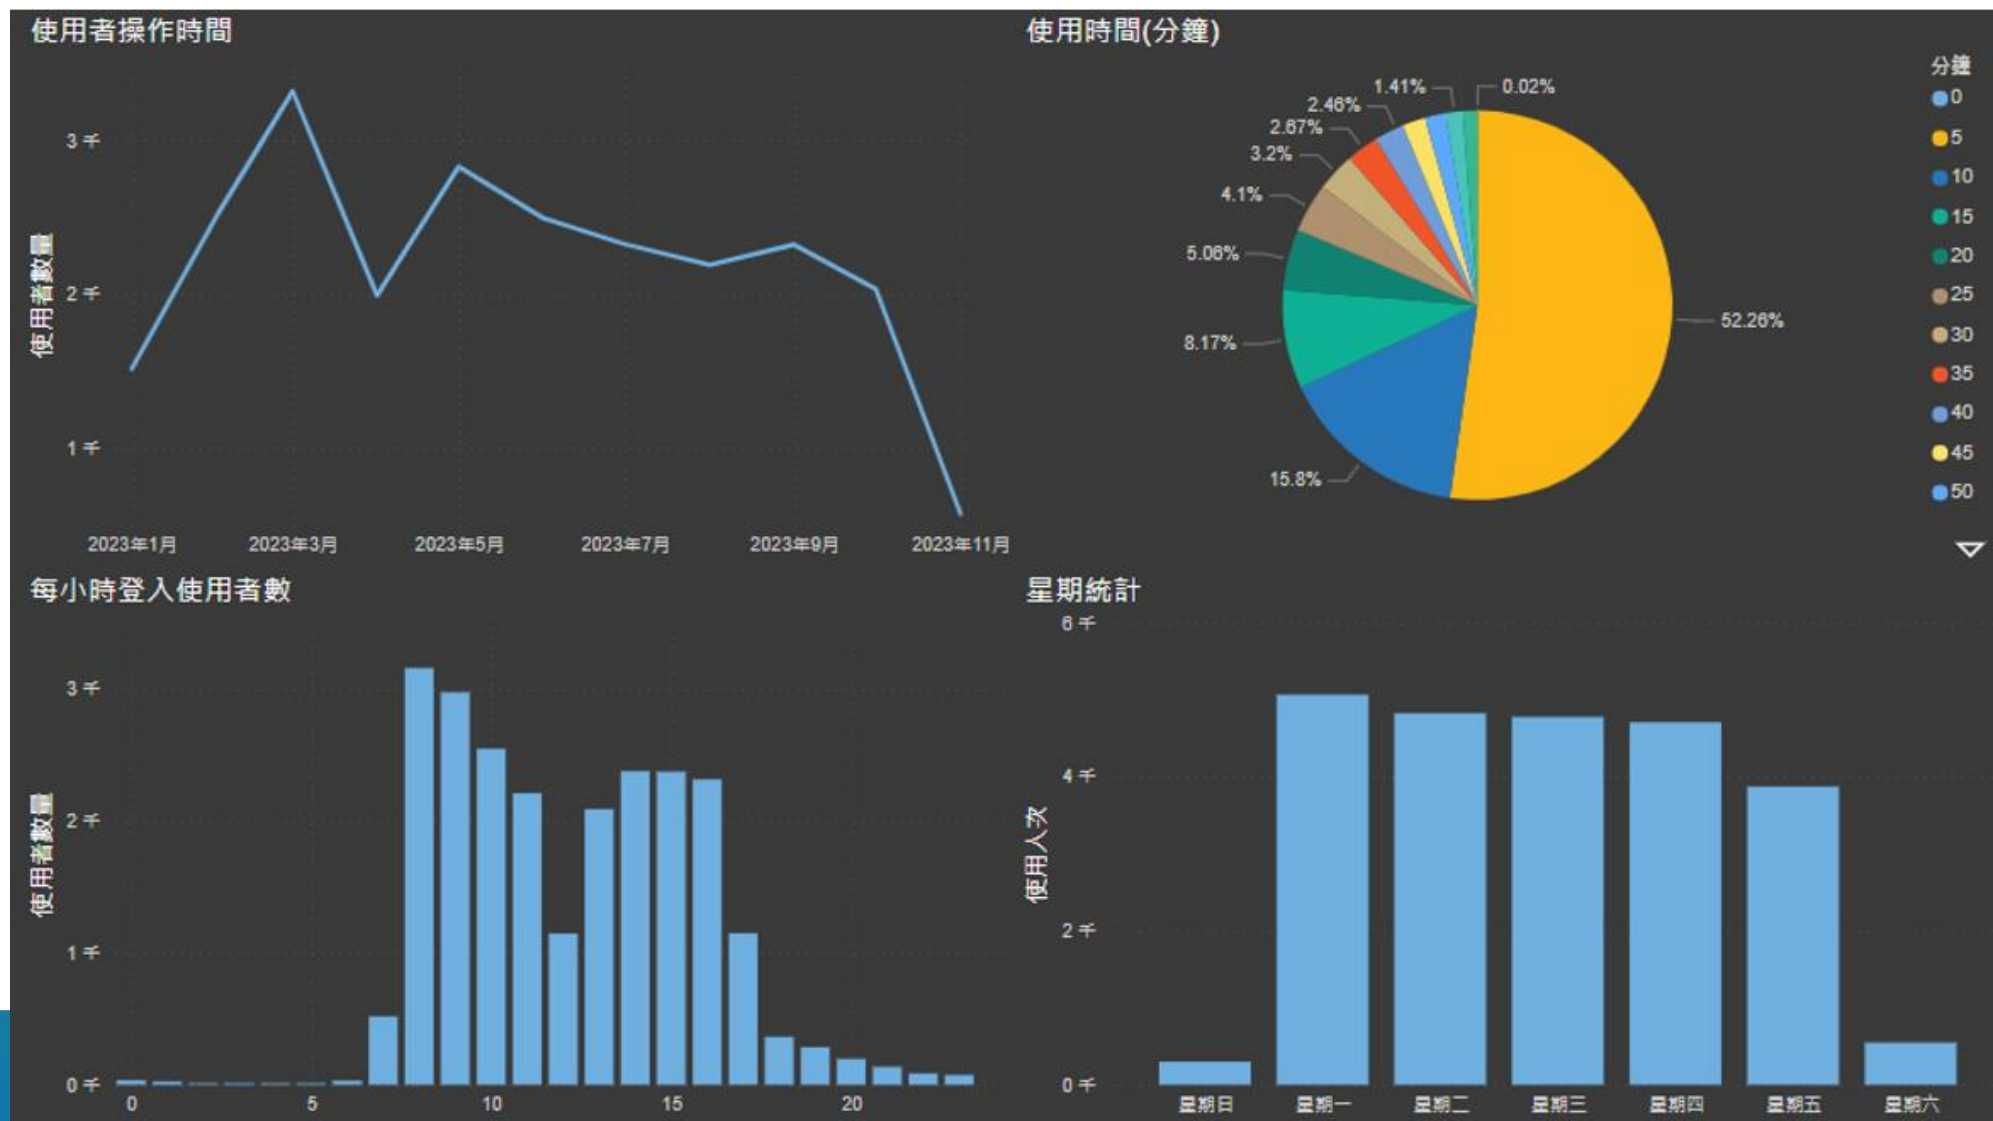 使用者操作時間
使用者數量
3 千
2 千
1 千
2023年1月
2023年3月
2023年5月
2023年7月
2023年9月
2023年11月
使用時間(分鐘)
0.02%
1.41%
2.46%
2.67%
3.2%
4.1%
5.06%
8.17%
15.8%
52.26%
分鐘
0
5
10
15
20
25
30
35
40
45
50
每小時登入使用者數
使用者數量
3 千
2 千
1 千
0 千
0
5
10
15
20
星期統計
使用人次
6 千
4 千
2 千
0 千
星期日
星期一
星期二
星期三
星期四
星期五
星期六